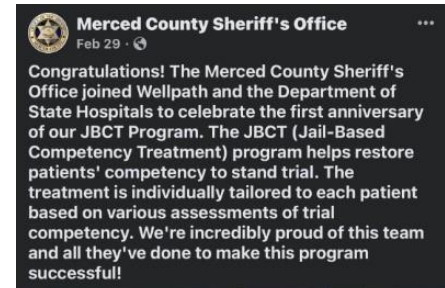 Merced County Sheriff's Office
Feb 29 ·
Congratulations! The Merced County Sheriff's
Office joined Wellpath and the Department of
State Hospitals to celebrate the first anniversary
of our JBCT Program. The JBCT (Jail-Based
Competency Treatment) program helps restore
patients' competency to stand trial. The
treatment is individually tailored to each patient
based on various assessments of trial
competency. We're incredibly proud of this team
and all they've done to make this program
successful!